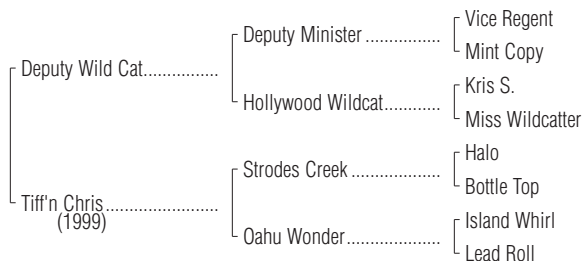 Vice Regent
Deputy Minister ................
Mint Copy
Deputy Wild Cat................
Kris S.
Hollywood Wildcat............
Miss Wildcatter
Halo
Strodes Creek ...................
Bottle Top
Tiff'n Chris........................
(1999)
Island Whirl
Oahu Wonder....................
Lead Roll